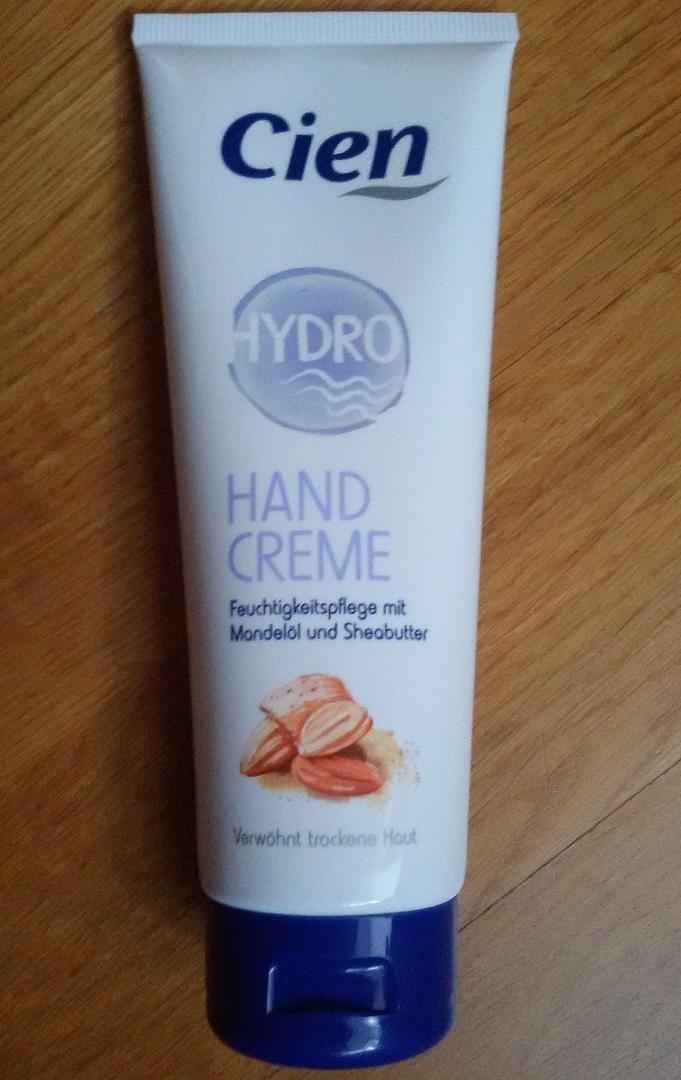 Cien
HYDRO
HAND
CREME
Feuchtigkeitspflege mit
Mandelöl und Sheabutter
Verwöhnt trockene Haut